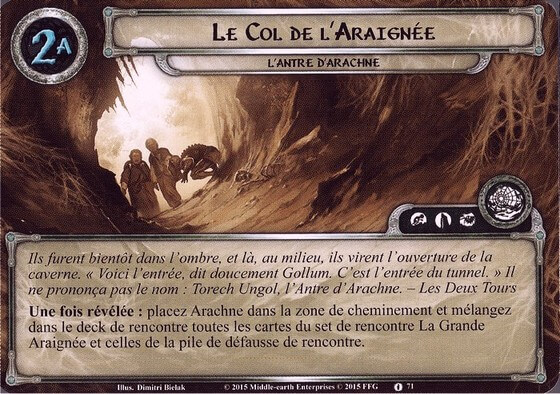 2A
LE COL DE L'ARAIGNÉE
L'ANTRE D'ARACHNE
Ils furent bientôt dans l'ombre, et là, au milieu, ils virent l'ouverture de la
caverne. « Voici l'entrée, dit doucement Gollum. C'est l'entrée du tunnel. » Il
ne prononça pas le nom : Torech Ungol, l'Antre d'Arachne. – Les Deux Tours
Une fois révélée : placez Arachne dans la zone de cheminement et mélangez
dans le deck de rencontre toutes les cartes du set de rencontre La Grande
Araignée et celles de la pile de défausse de rencontre.
Illus. Dimitri Bielak © 2015 Middle-earth Enterprises © 2015 FFG 71